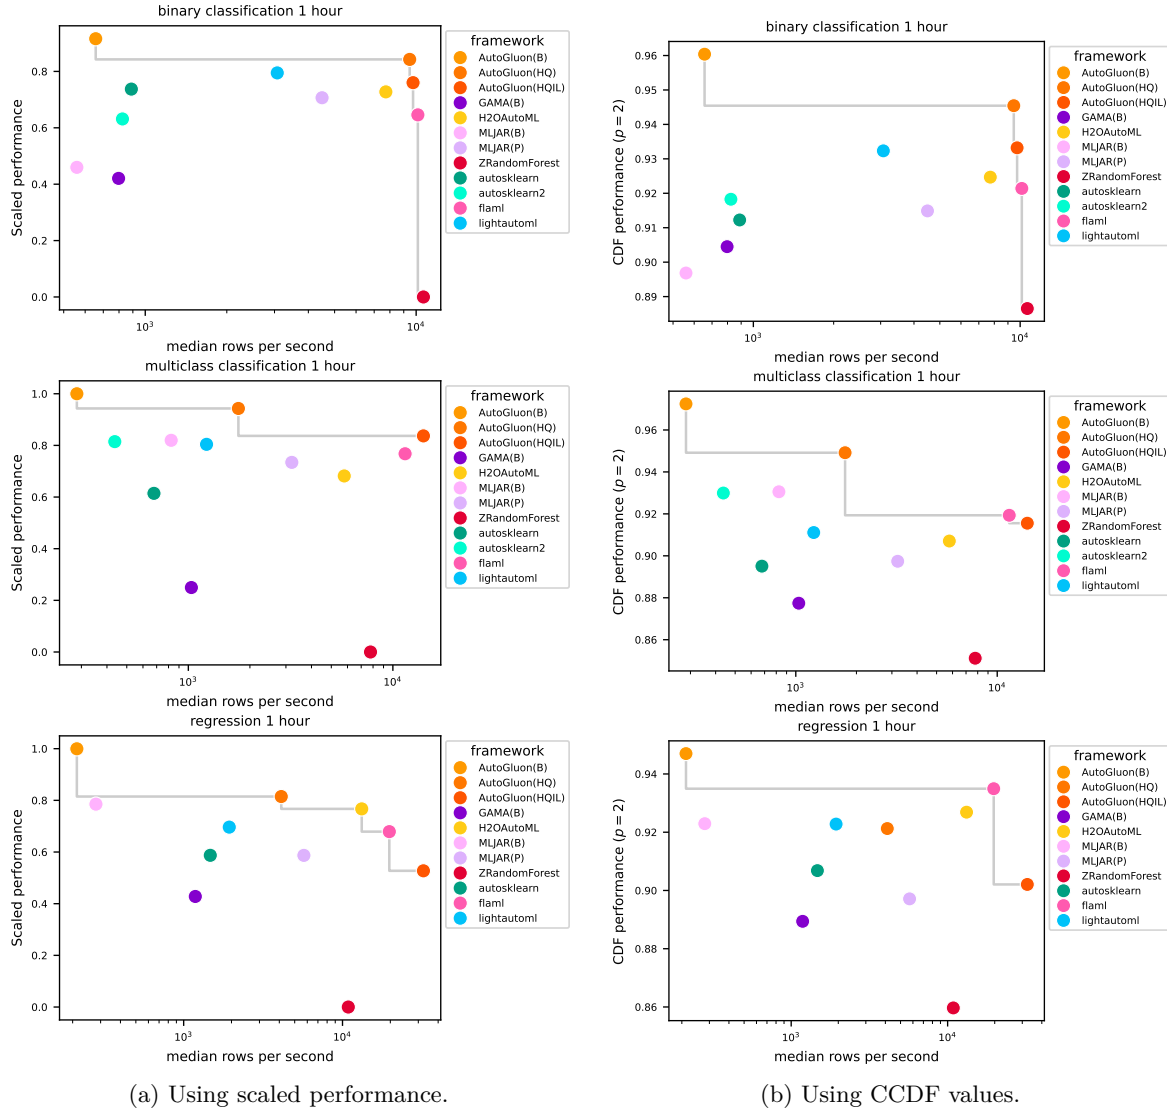 binary classification 1 hour
Scaled performance
0.8
0.6
0.4
0.2
0.0
10³
10⁴
median rows per second
framework
AutoGluon(B)
AutoGluon(HQ)
AutoGluon(HQIL)
GAMA(B)
H2OAutoML
MLJAR(B)
MLJAR(P)
ZRandomForest
autosklearn
autosklearn2
flaml
lightautoml
binary classification 1 hour
CDF performance (p = 2)
0.96
0.95
0.94
0.93
0.92
0.91
0.90
0.89
10³
10⁴
median rows per second
framework
AutoGluon(B)
AutoGluon(HQ)
AutoGluon(HQIL)
GAMA(B)
H2OAutoML
MLJAR(B)
MLJAR(P)
ZRandomForest
autosklearn
autosklearn2
flaml
lightautoml
multiclass classification 1 hour
Scaled performance
1.0
0.8
0.6
0.4
0.2
0.0
10³
10⁴
median rows per second
framework
AutoGluon(B)
AutoGluon(HQ)
AutoGluon(HQIL)
GAMA(B)
H2OAutoML
MLJAR(B)
MLJAR(P)
ZRandomForest
autosklearn
autosklearn2
flaml
lightautoml
multiclass classification 1 hour
CDF performance (p = 2)
0.96
0.94
0.92
0.90
0.88
0.86
10³
10⁴
median rows per second
framework
AutoGluon(B)
AutoGluon(HQ)
AutoGluon(HQIL)
GAMA(B)
H2OAutoML
MLJAR(B)
MLJAR(P)
ZRandomForest
autosklearn
autosklearn2
flaml
lightautoml
regression 1 hour
Scaled performance
1.0
0.8
0.6
0.4
0.2
0.0
10³
10⁴
median rows per second
framework
AutoGluon(B)
AutoGluon(HQ)
AutoGluon(HQIL)
GAMA(B)
H2OAutoML
MLJAR(B)
MLJAR(P)
ZRandomForest
autosklearn
flaml
lightautoml
regression 1 hour
CDF performance (p = 2)
0.94
0.92
0.90
0.88
0.86
10³
10⁴
median rows per second
framework
AutoGluon(B)
AutoGluon(HQ)
AutoGluon(HQIL)
GAMA(B)
H2OAutoML
MLJAR(B)
MLJAR(P)
ZRandomForest
autosklearn
flaml
lightautoml
(a) Using scaled performance.
(b) Using CCDF values.